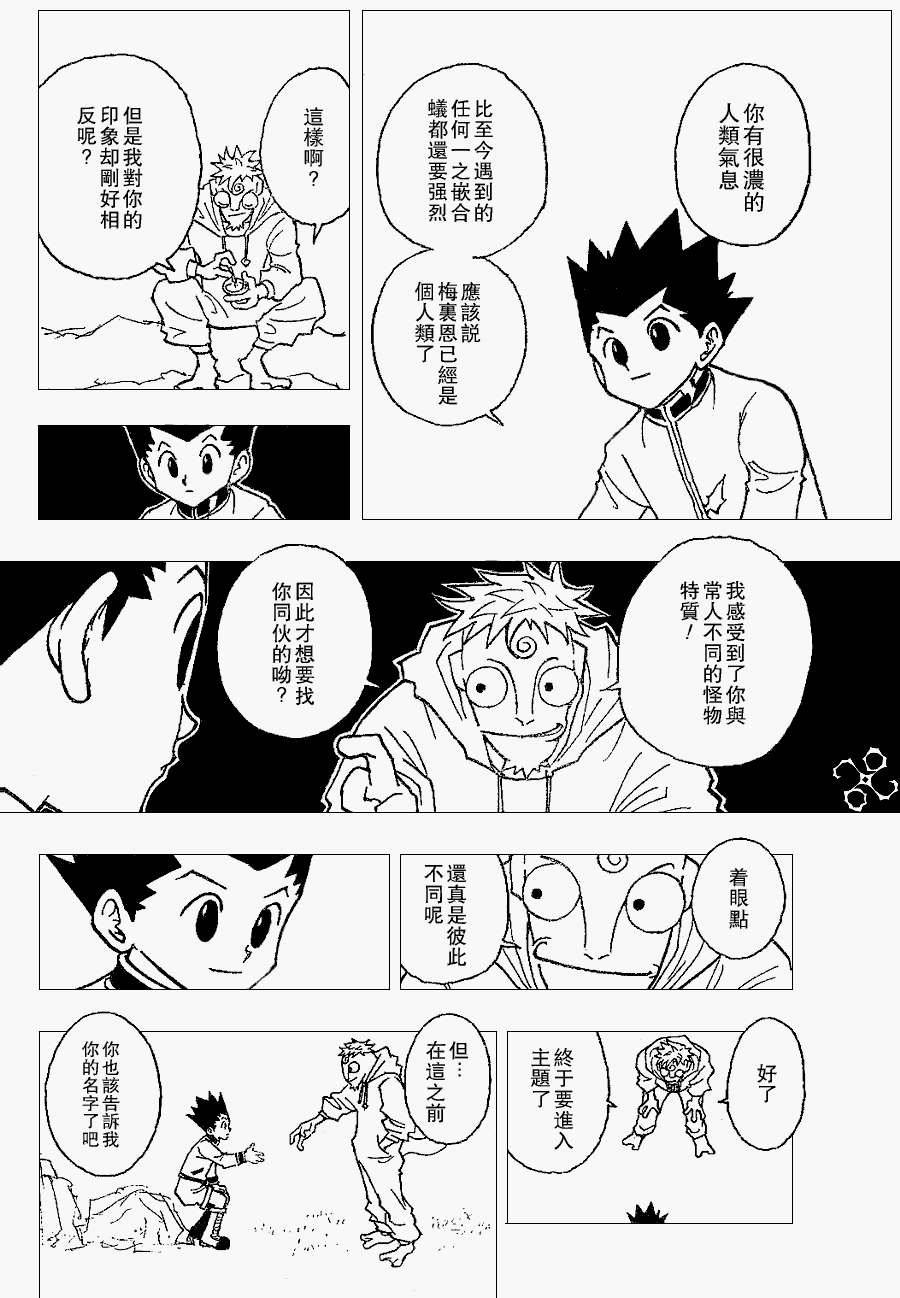 你有很濃的
人類氣息
比至今遇到的
任何一之嵌合
蟻都還要强烈
應該説
梅裏恩已經是
個人類了
這樣啊？
但是我對你的
印象却剛好相
反呢？
我感受到了你與
常人不同的怪物
特質！
因此才想要找
你同伙的呦？
着眼點
還真是彼此
不同呢
好了
終于要進入
主題了
但…
在這之前
你也該告訴我
你的名字了吧